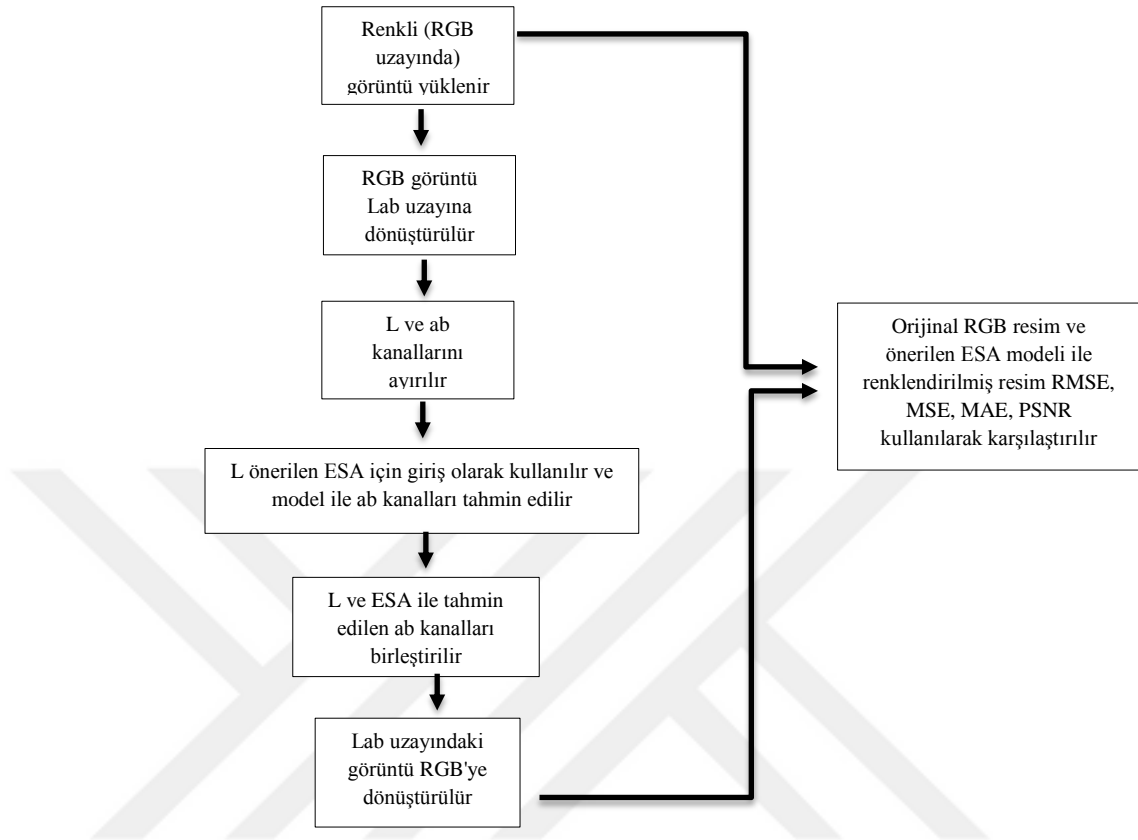 Renkli (RGB
uzayında)
görüntü yüklenir
RGB görüntü
Lab uzayına
dönüştürülür
L ve ab
kanallarını
ayırılır
L önerilen ESA için giriş olarak kullanılır ve
model ile ab kanalları tahmin edilir
L ve ESA ile tahmin
edilen ab kanalları
birleştirilir
Lab uzayındaki
görüntü RGB'ye
dönüştürülür
Orijinal RGB resim ve
önerilen ESA modeli ile
renklendirilmiş resim RMSE,
MSE, MAE, PSNR
kullanılarak karşılaştırılır